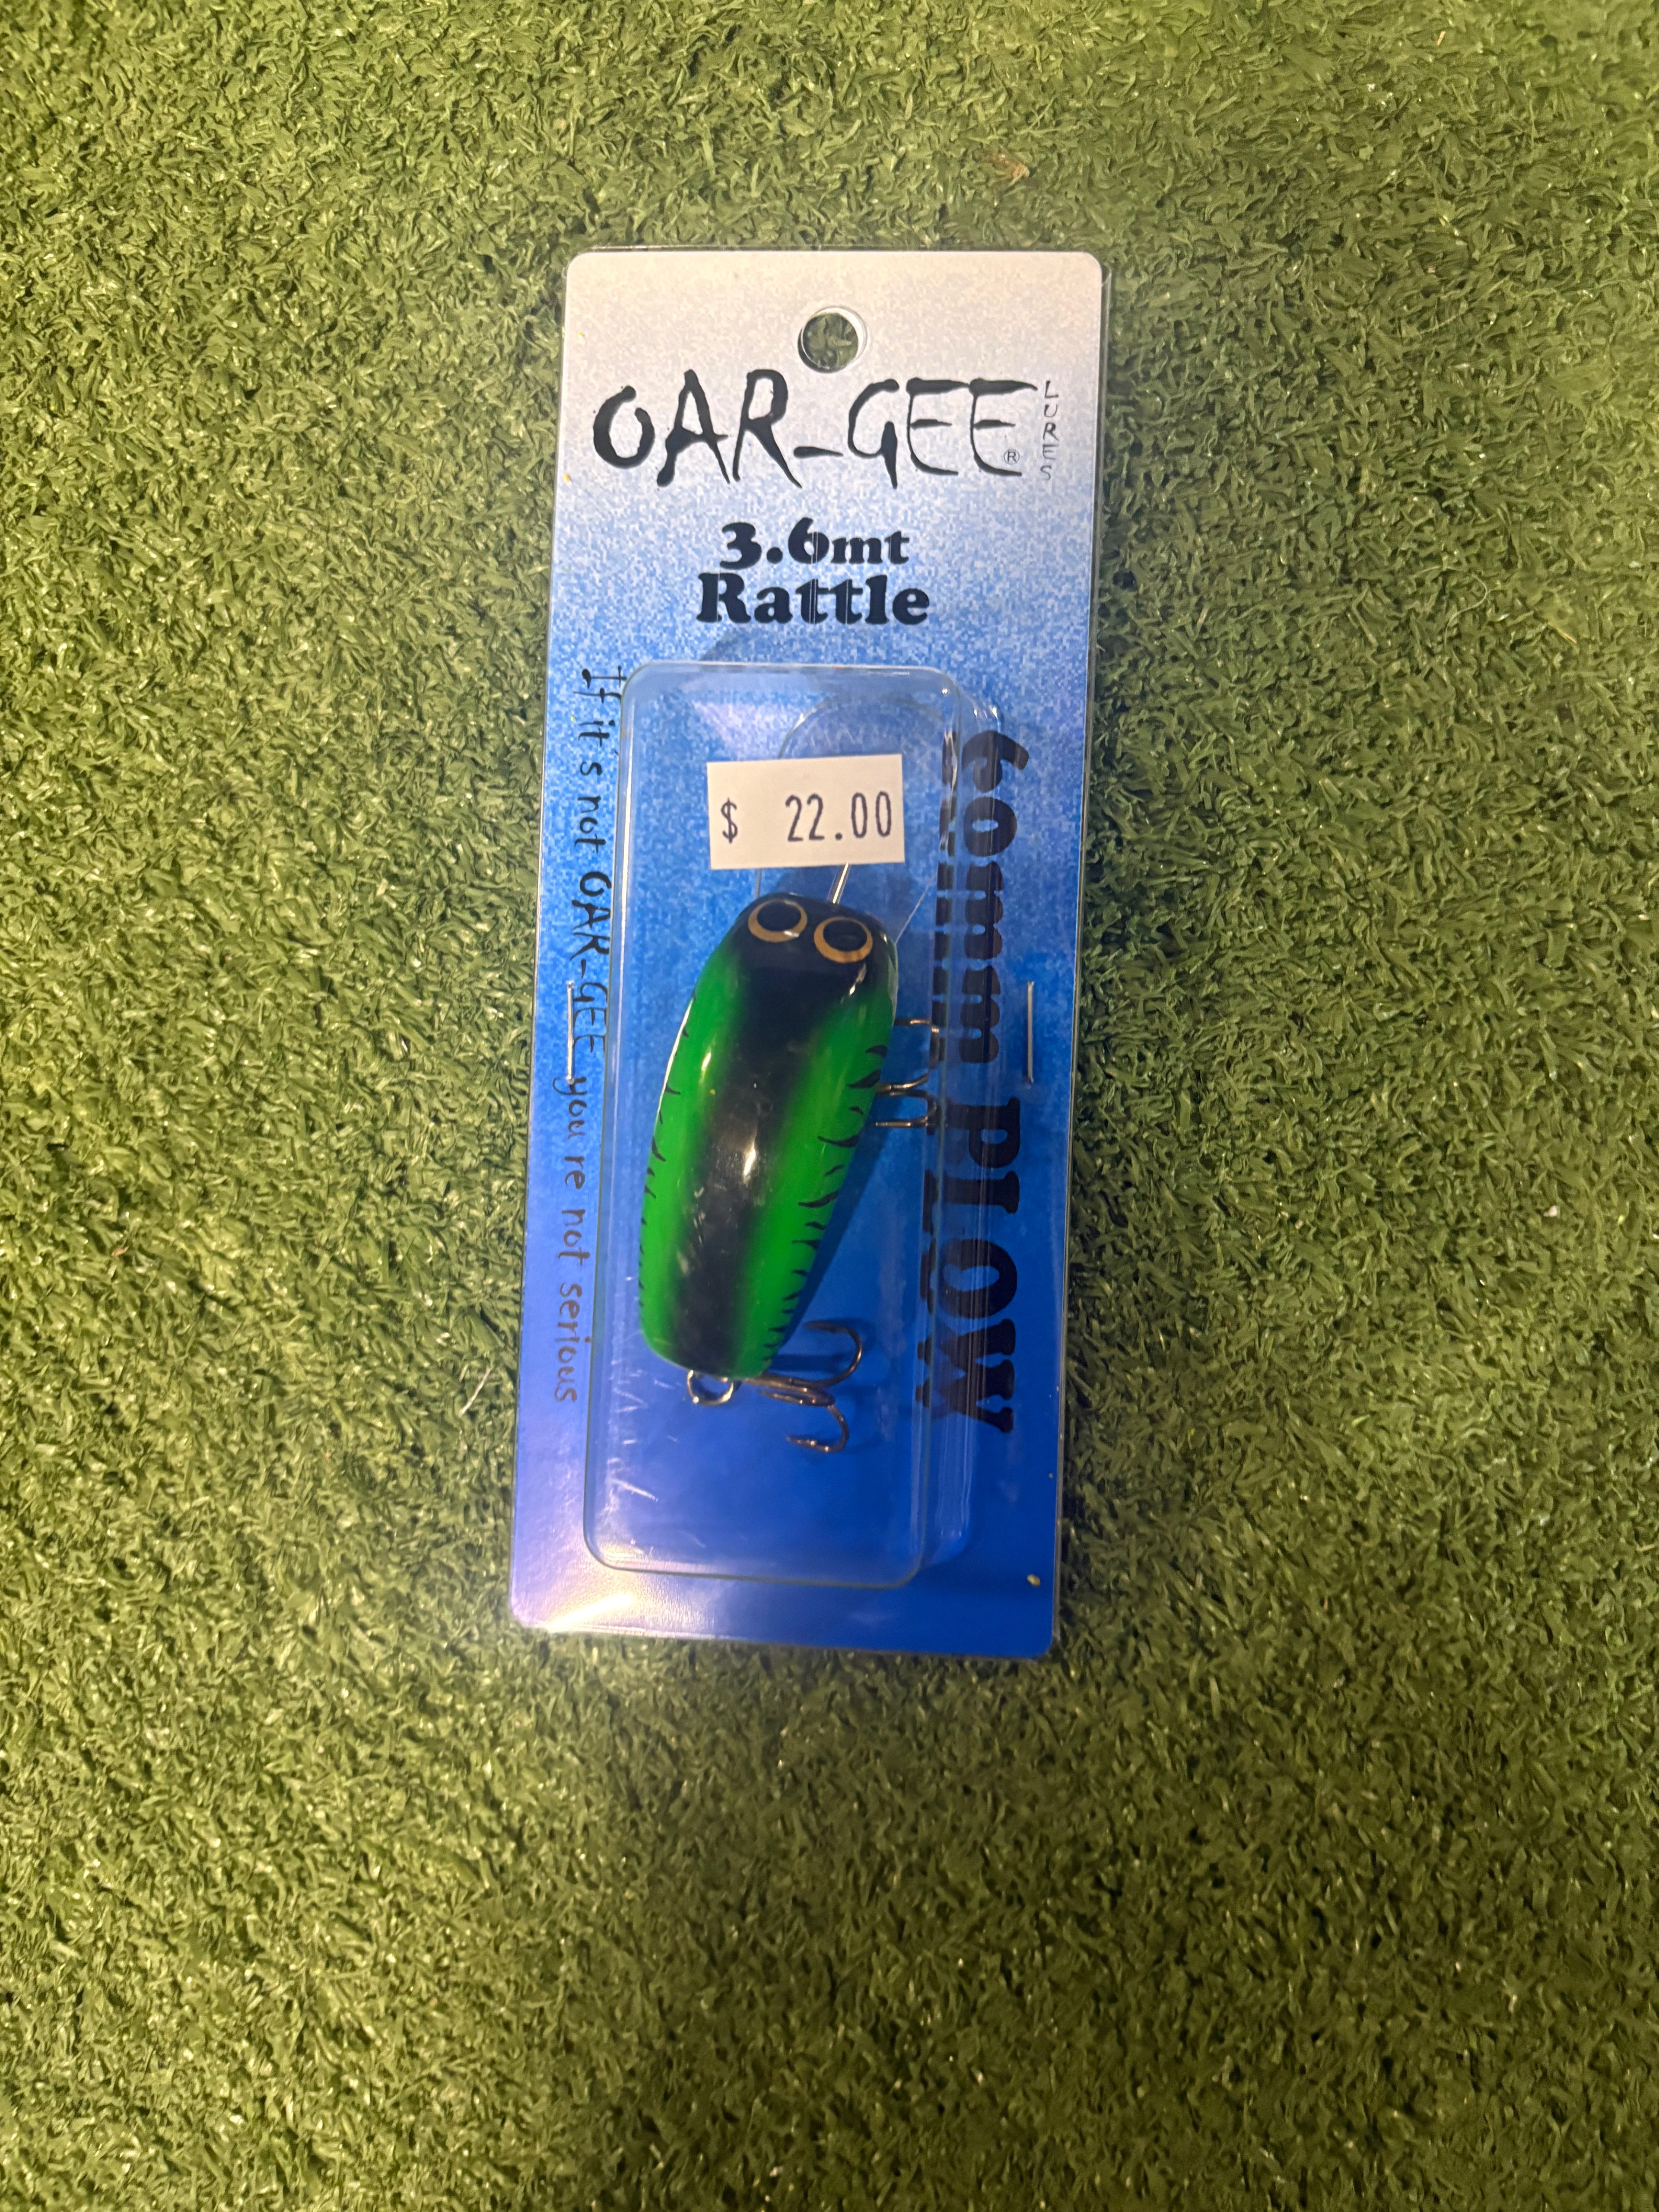 OAR-GEE®
LURES
3.6mt
Rattle
If it's not OAR-GEE you're not serious
$ 22.00
60mm PLOW